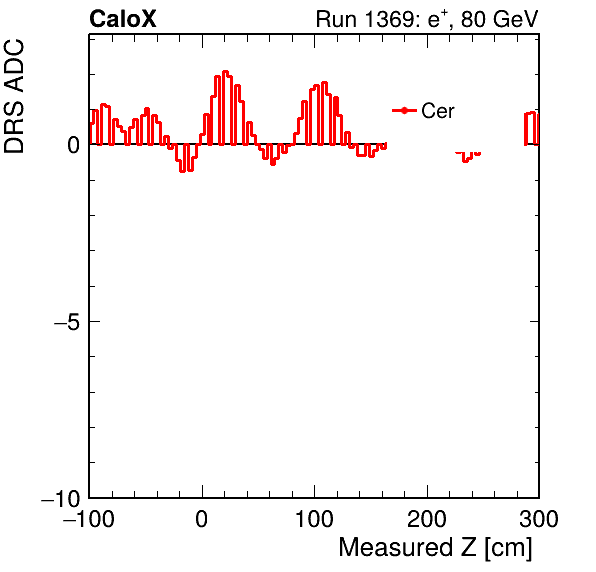 CaloX Run 1369: e⁺, 80 GeV
DRS ADC
Cer
0
−5
−10
−100 0 100 200 300
Measured Z [cm]